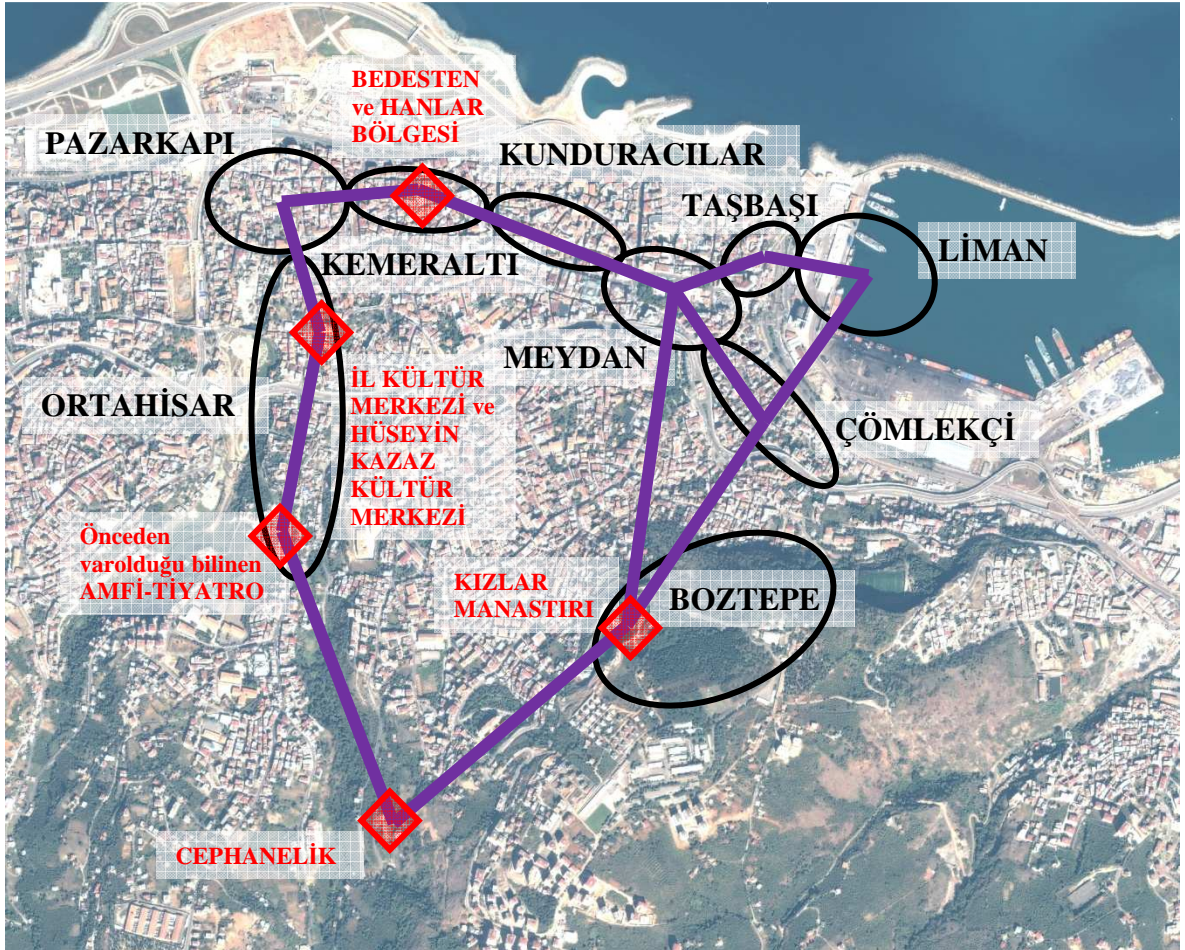 BEDESTEN
ve HANLAR
BÖLGESİ
PAZARKAPI
KUNDURACILAR
TAŞBAŞI
LİMAN
KEMERALTI
MEYDAN
ORTAHİSAR
İL KÜLTÜR
MERKEZİ ve
HÜSEYİN
KAZAZ
KÜLTÜR
MERKEZİ
ÇÖMLEKÇİ
Önceden
varolduğu bilinen
AMFİ-TİYATRO
KIZLAR
MANASTIRI
BOZTEPE
CEPHANELİK